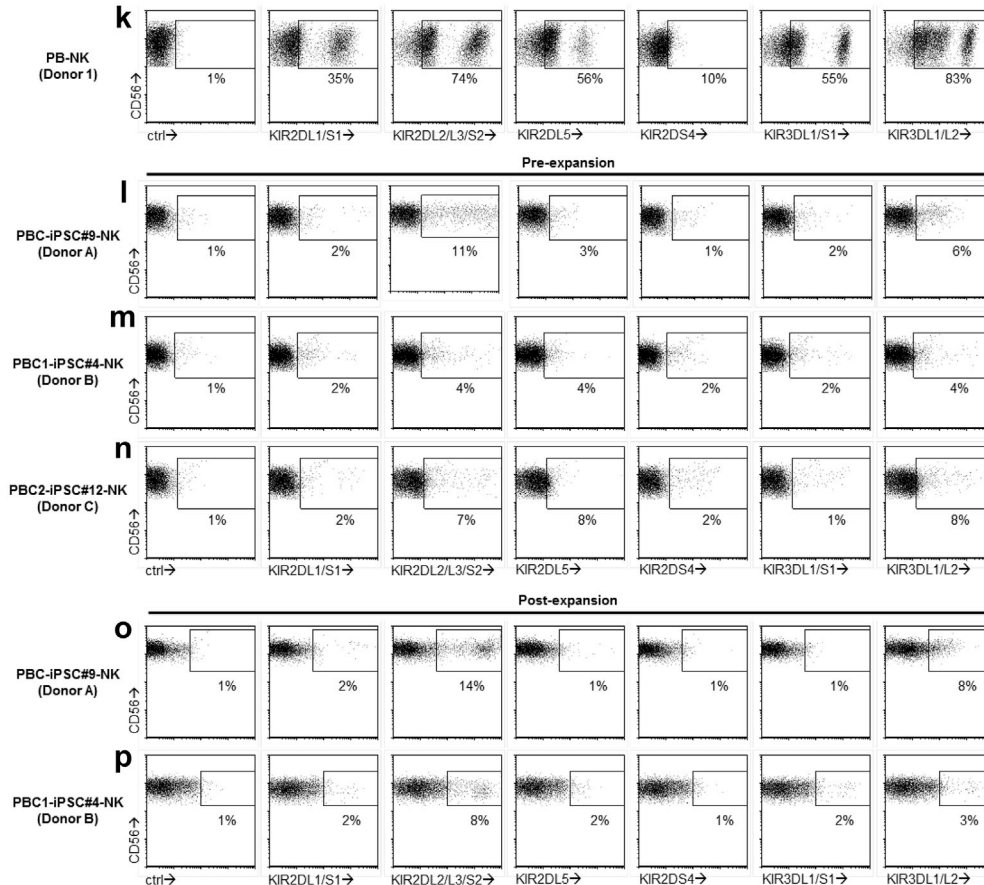 k
PB-NK
(Donor 1)
CD56→
1%
35%
74%
56%
10%
55%
83%
ctrl→
KIR2DL1/S1→
KIR2DL2/L3/S2→
KIR2DL5→
KIR2DS4→
KIR3DL1/S1→
KIR3DL1/L2→
Pre-expansion
l
PBC-iPSC#9-NK
(Donor A)
CD56→
1%
2%
11%
3%
1%
2%
6%
m
PBC1-iPSC#4-NK
(Donor B)
CD56→
1%
2%
4%
4%
2%
2%
4%
n
PBC2-iPSC#12-NK
(Donor C)
CD56→
1%
2%
7%
8%
2%
1%
8%
ctrl→
KIR2DL1/S1→
KIR2DL2/L3/S2→
KIR2DL5→
KIR2DS4→
KIR3DL1/S1→
KIR3DL1/L2→
Post-expansion
o
PBC-iPSC#9-NK
(Donor A)
CD56→
1%
2%
14%
1%
1%
1%
8%
p
PBC1-iPSC#4-NK
(Donor B)
CD56→
1%
2%
8%
2%
1%
2%
3%
ctrl→
KIR2DL1/S1→
KIR2DL2/L3/S2→
KIR2DL5→
KIR2DS4→
KIR3DL1/S1→
KIR3DL1/L2→